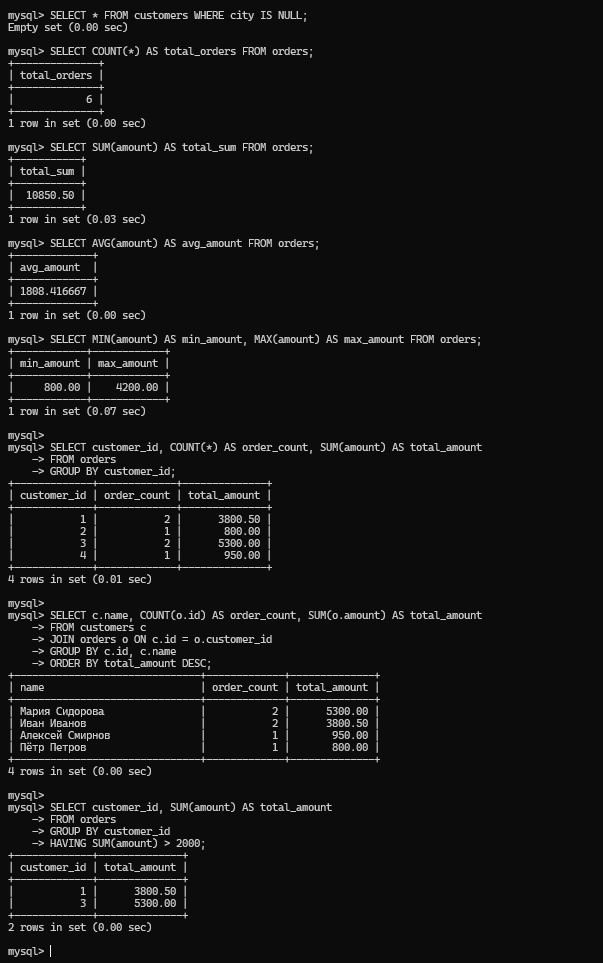 mysql> SELECT * FROM customers WHERE city IS NULL;
Empty set (0.00 sec)

mysql> SELECT COUNT(*) AS total_orders FROM orders;
+--------------+
| total_orders |
+--------------+
|            6 |
+--------------+
1 row in set (0.00 sec)

mysql> SELECT SUM(amount) AS total_sum FROM orders;
+-----------+
| total_sum |
+-----------+
|  10850.50 |
+-----------+
1 row in set (0.03 sec)

mysql> SELECT AVG(amount) AS avg_amount FROM orders;
+-------------+
| avg_amount  |
+-------------+
| 1808.416667 |
+-------------+
1 row in set (0.00 sec)

mysql> SELECT MIN(amount) AS min_amount, MAX(amount) AS max_amount FROM orders;
+------------+------------+
| min_amount | max_amount |
+------------+------------+
|     800.00 |    4200.00 |
+------------+------------+
1 row in set (0.07 sec)

mysql>
mysql> SELECT customer_id, COUNT(*) AS order_count, SUM(amount) AS total_amount
    -> FROM orders
    -> GROUP BY customer_id;
+-------------+-------------+--------------+
| customer_id | order_count | total_amount |
+-------------+-------------+--------------+
|           1 |           2 |      3800.50 |
|           2 |           1 |       800.00 |
|           3 |           2 |      5300.00 |
|           4 |           1 |       950.00 |
+-------------+-------------+--------------+
4 rows in set (0.01 sec)

mysql>
mysql> SELECT c.name, COUNT(o.id) AS order_count, SUM(o.amount) AS total_amount
    -> FROM customers c
    -> JOIN orders o ON c.id = o.customer_id
    -> GROUP BY c.id, c.name
    -> ORDER BY total_amount DESC;
+-------------------------------+-------------+--------------+
| name                          | order_count | total_amount |
+-------------------------------+-------------+--------------+
| Мария Сидорова                |           2 |      5300.00 |
| Иван Иванов                   |           2 |      3800.50 |
| Алексей Смирнов               |           1 |       950.00 |
| Пётр Петров                   |           1 |       800.00 |
+-------------------------------+-------------+--------------+
4 rows in set (0.00 sec)

mysql>
mysql> SELECT customer_id, SUM(amount) AS total_amount
    -> FROM orders
    -> GROUP BY customer_id
    -> HAVING SUM(amount) > 2000;
+-------------+--------------+
| customer_id | total_amount |
+-------------+--------------+
|           1 |      3800.50 |
|           3 |      5300.00 |
+-------------+--------------+
2 rows in set (0.00 sec)

mysql>